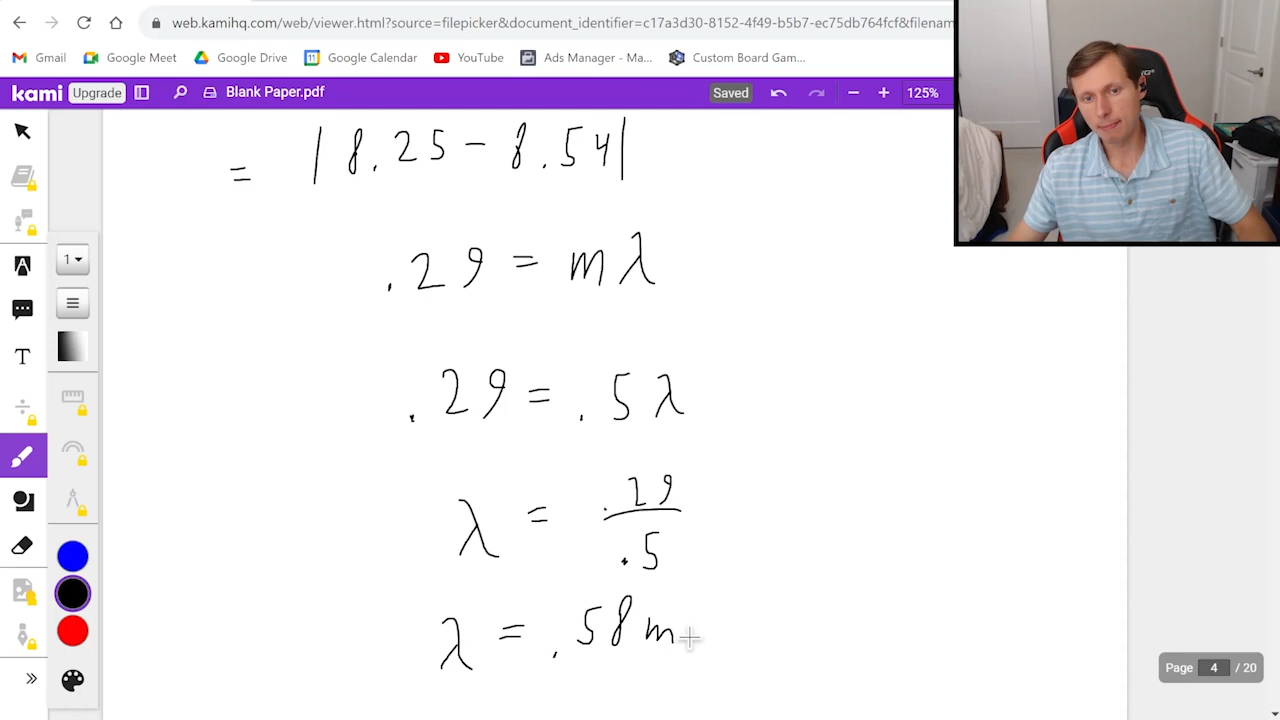 web.kamihq.com/web/viewer.html?source=filepicker&document_identifier=c17a3d30-8152-4f49-b5b7-ec75db764fcf&filenam
Gmail Google Meet Google Drive 11 Google Calendar YouTube Ads Manager - Ma... Custom Board Gam...
kami Upgrade Blank Paper.pdf Saved 125%
= |8.25 - 8.54|
.29 = mλ
1
.29 = .5λ
T
λ = .29/.5
λ = .58m
Page 4 / 20